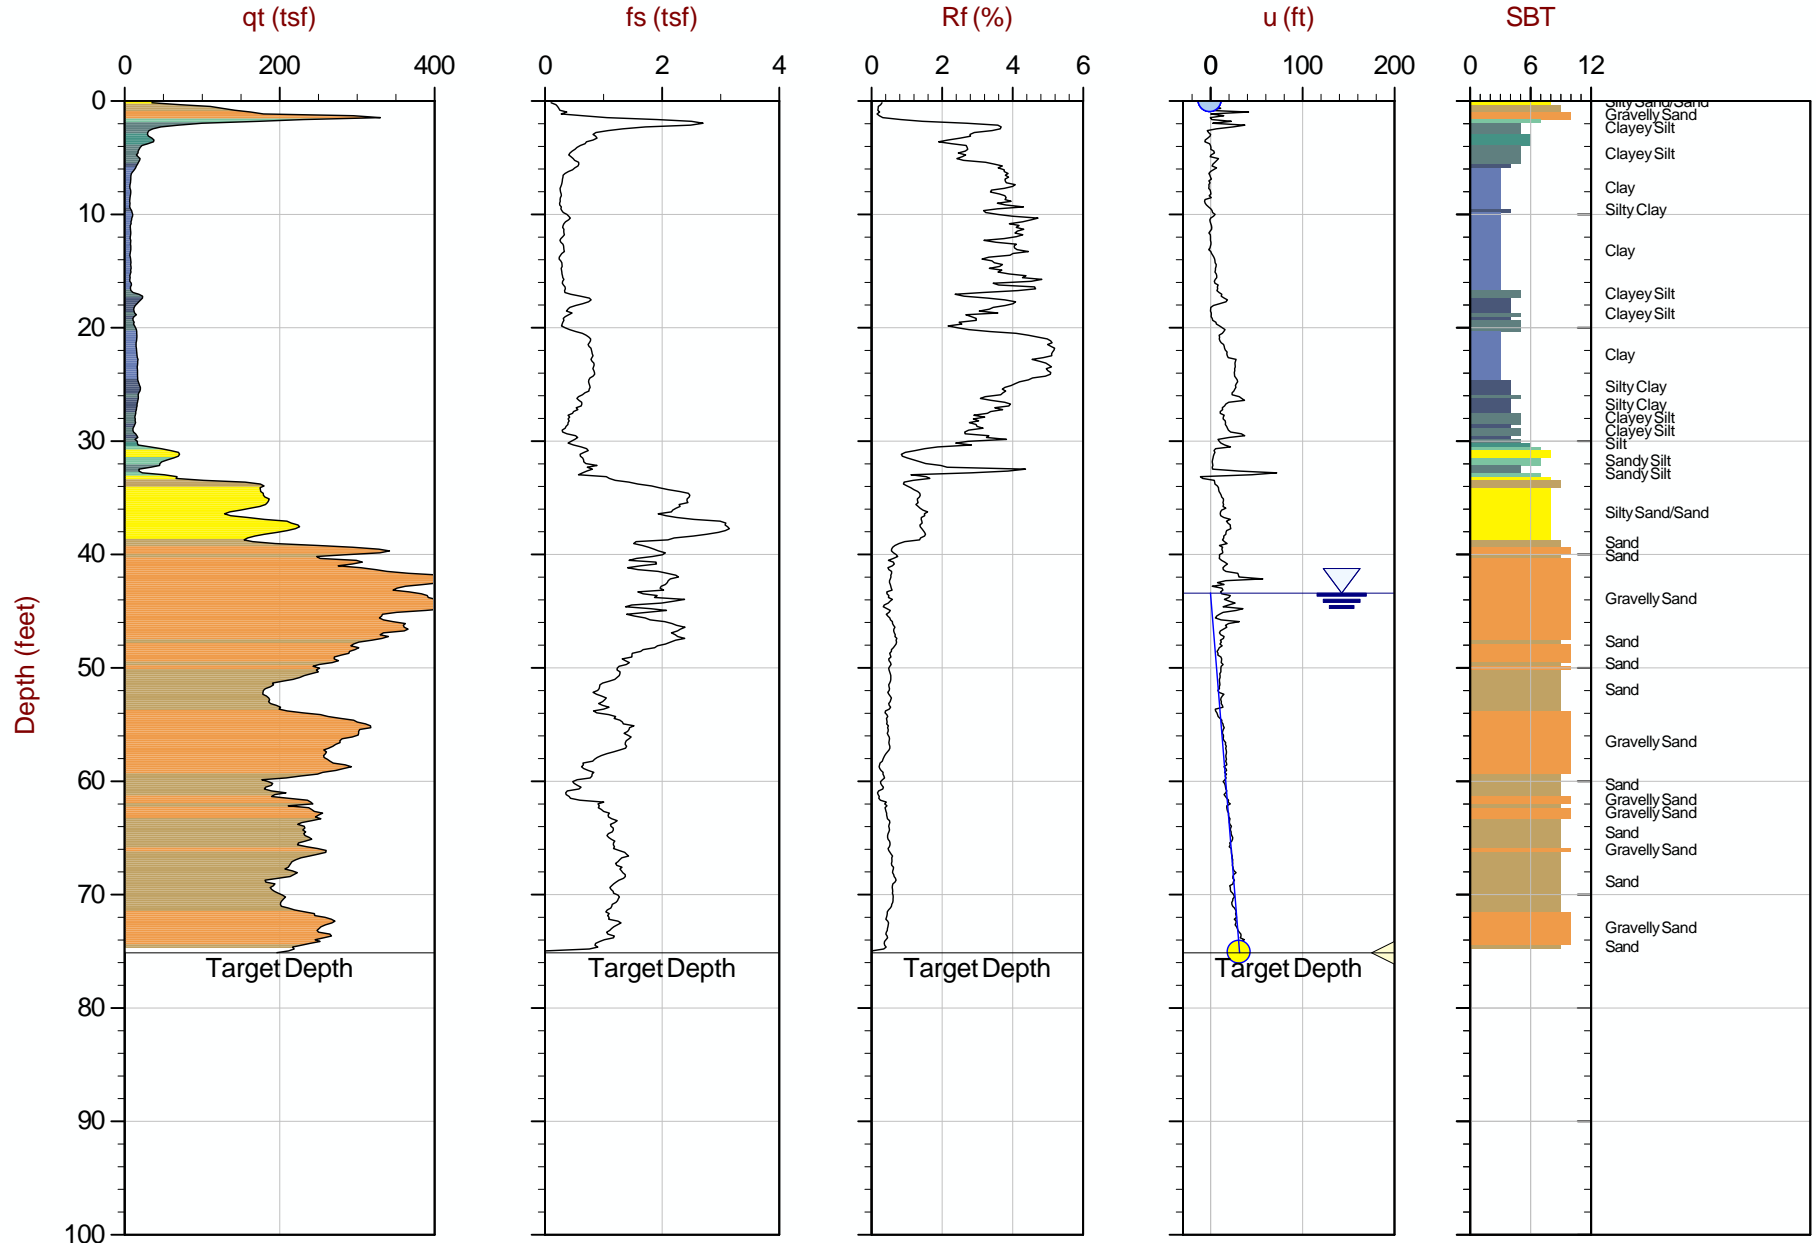 qt (tsf) fs (tsf) Rf (%) u (ft) SBT
0 200 400 0 2 4 0 2 4 6 0 100 200 0 6 12
Depth (feet)
0
10
20
30
40
50
60
70
80
90
100
Silty Sand/Sand
Gravelly Sand
Clayey Silt
Clayey Silt
Clay
Silty Clay
Clay
Clayey Silt
Clayey Silt
Clay
Silty Clay
Silty Clay
Clayey Silt
Clayey Silt
Silt
Sandy Silt
Sandy Silt
Silty Sand/Sand
Sand
Sand
Gravelly Sand
Sand
Sand
Sand
Gravelly Sand
Sand
Gravelly Sand
Gravelly Sand
Sand
Gravelly Sand
Sand
Gravelly Sand
Sand
Target Depth Target Depth Target Depth Target Depth